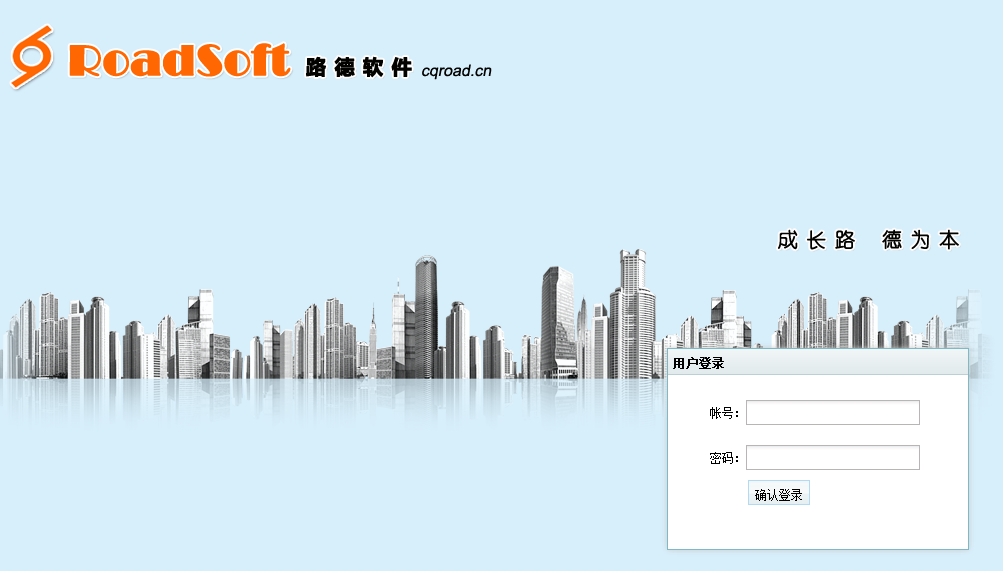 RoadSoft 路德软件 cqroad.cn
成长路 德为本
用户登录
帐号：
密码：
确认登录